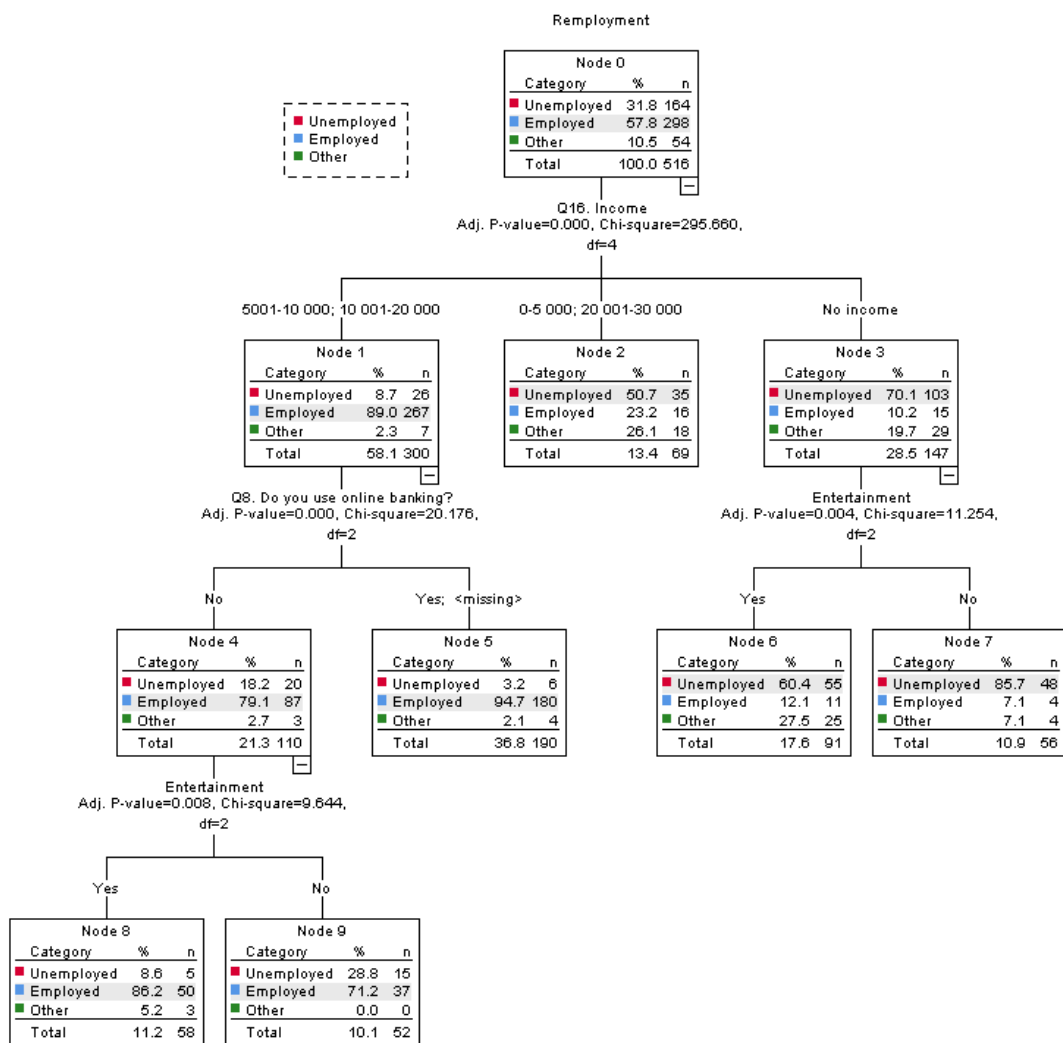 Remployment
Unemployed
Employed
Other
Node 0
Category % n
Unemployed 31.8 164
Employed 57.8 298
Other 10.5 54
Total 100.0 516
Q16. Income
Adj. P-value=0.000, Chi-square=295.660,
df=4
5001-10 000; 10 001-20 000
0-5 000; 20 001-30 000
No income
Node 1
Category % n
Unemployed 8.7 26
Employed 89.0 267
Other 2.3 7
Total 58.1 300
Node 2
Category % n
Unemployed 50.7 35
Employed 23.2 16
Other 26.1 18
Total 13.4 69
Node 3
Category % n
Unemployed 70.1 103
Employed 10.2 15
Other 19.7 29
Total 28.5 147
Q8. Do you use online banking?
Adj. P-value=0.000, Chi-square=20.176,
df=2
Entertainment
Adj. P-value=0.004, Chi-square=11.254,
df=2
No
Yes; <missing>
Yes
No
Node 4
Category % n
Unemployed 18.2 20
Employed 79.1 87
Other 2.7 3
Total 21.3 110
Node 5
Category % n
Unemployed 3.2 6
Employed 94.7 180
Other 2.1 4
Total 36.8 190
Node 6
Category % n
Unemployed 60.4 55
Employed 12.1 11
Other 27.5 25
Total 17.6 91
Node 7
Category % n
Unemployed 85.7 48
Employed 7.1 4
Other 7.1 4
Total 10.9 56
Entertainment
Adj. P-value=0.008, Chi-square=9.644,
df=2
Yes
No
Node 8
Category % n
Unemployed 8.6 5
Employed 86.2 50
Other 5.2 3
Total 11.2 58
Node 9
Category % n
Unemployed 28.8 15
Employed 71.2 37
Other 0.0 0
Total 10.1 52